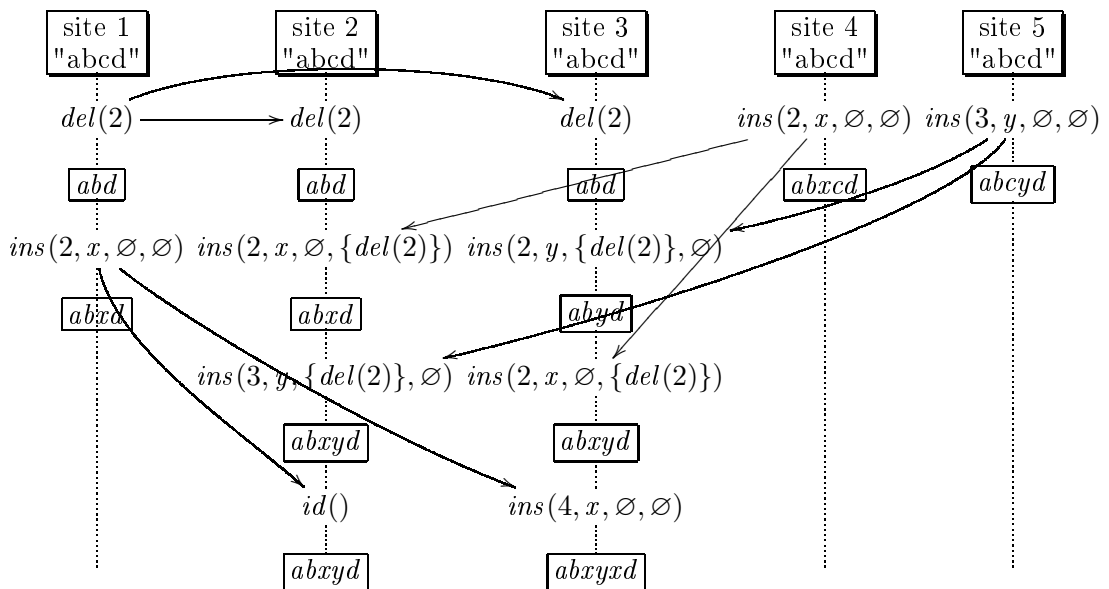 site 1 site 2 site 3 site 4 site 5
"abcd" "abcd" "abcd" "abcd" "abcd"
del(2) del(2) del(2) ins(2, x, ∅, ∅) ins(3, y, ∅, ∅)
abd abd abd abxcd abcyd
ins(2, x, ∅, ∅) ins(2, x, ∅, {del(2)}) ins(2, y, {del(2)}, ∅)
abxd abxd abyd
ins(3, y, {del(2)}, ∅) ins(2, x, ∅, {del(2)})
abxyd abxyd
id() ins(4, x, ∅, ∅)
abxyd abxyxd